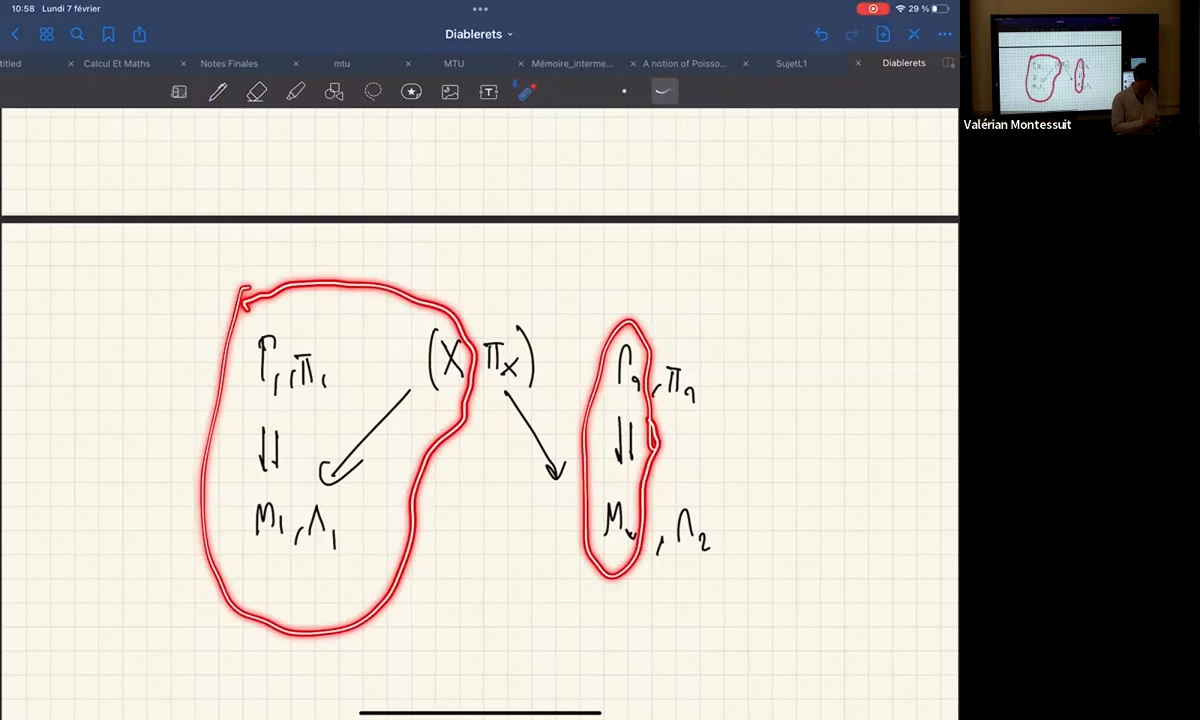 10:58 Lundi 7 février
29 %
Diablerets
titled
Calcul Et Maths
Notes Finales
mtu
MTU
Mémoire_interme...
A notion of Poisso...
SujetL1
Diablerets
Valérian Montessuit
Γ₁, Π₁ (X Π_X) Γ₂, Π₂
M₁, Λ₁ M₂, Λ₂